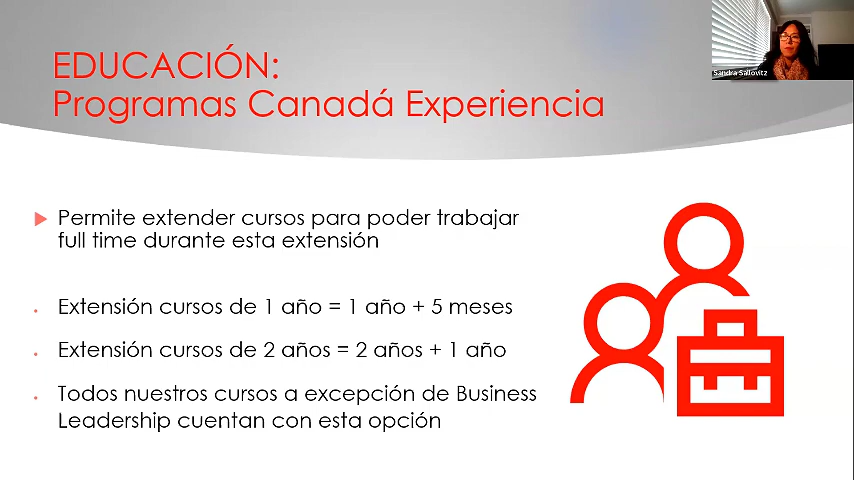 EDUCACIÓN:
Programas Canadá Experiencia
Sandra Sallovitz
Permite extender cursos para poder trabajar
full time durante esta extensión
Extensión cursos de 1 año = 1 año + 5 meses
Extensión cursos de 2 años = 2 años + 1 año
Todos nuestros cursos a excepción de Business
Leadership cuentan con esta opción